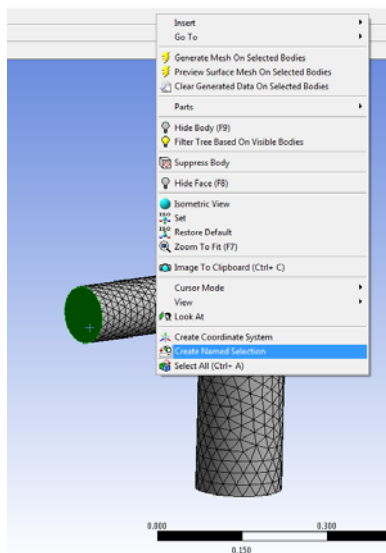 Insert
Go To
Generate Mesh On Selected Bodies
Preview Surface Mesh On Selected Bodies
Clear Generated Data On Selected Bodies
Parts
Hide Body (F9)
Filter Tree Based On Visible Bodies
Suppress Body
Hide Face (F8)
Isometric View
ISO Set
ISO Restore Default
Zoom To Fit (F7)
Image To Clipboard (Ctrl+ C)
Cursor Mode
View
Look At
Create Coordinate System
Create Named Selection
Select All (Ctrl+ A)
0.000 0.300
0.150